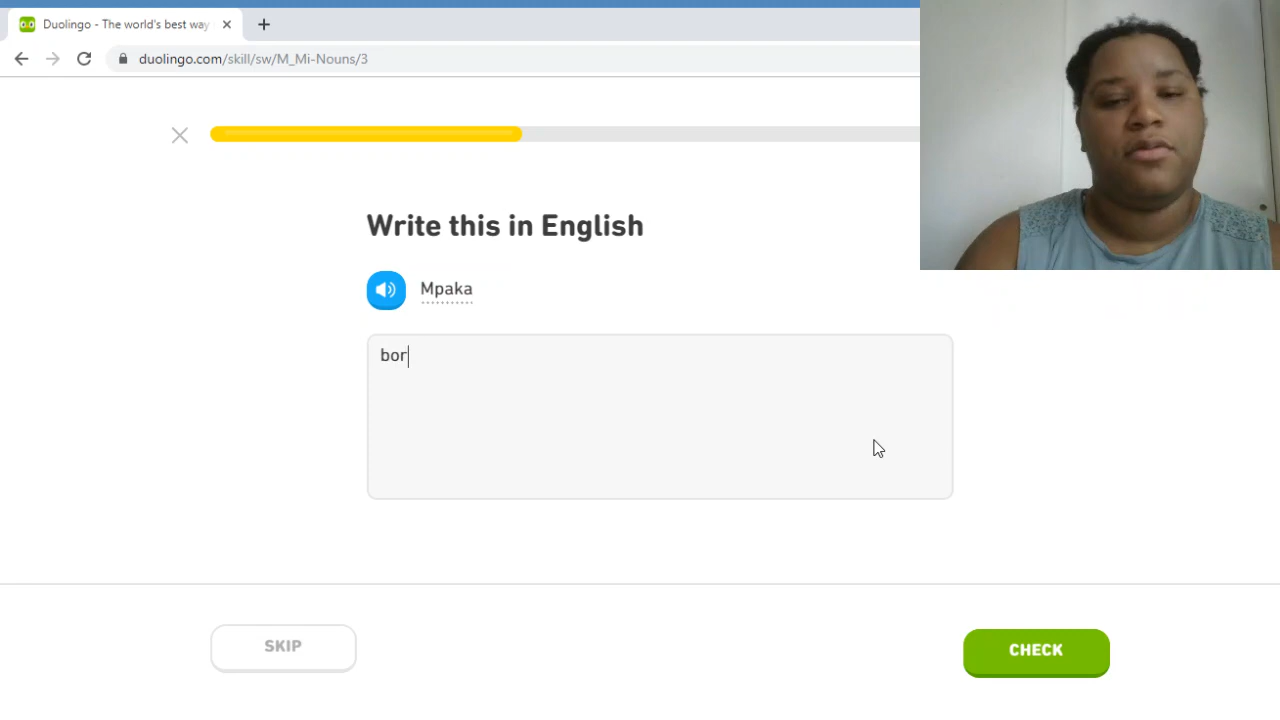 Duolingo - The world's best way
duolingo.com/skill/sw/M_Mi-Nouns/3
Write this in English
Mpaka
bor
SKIP
CHECK